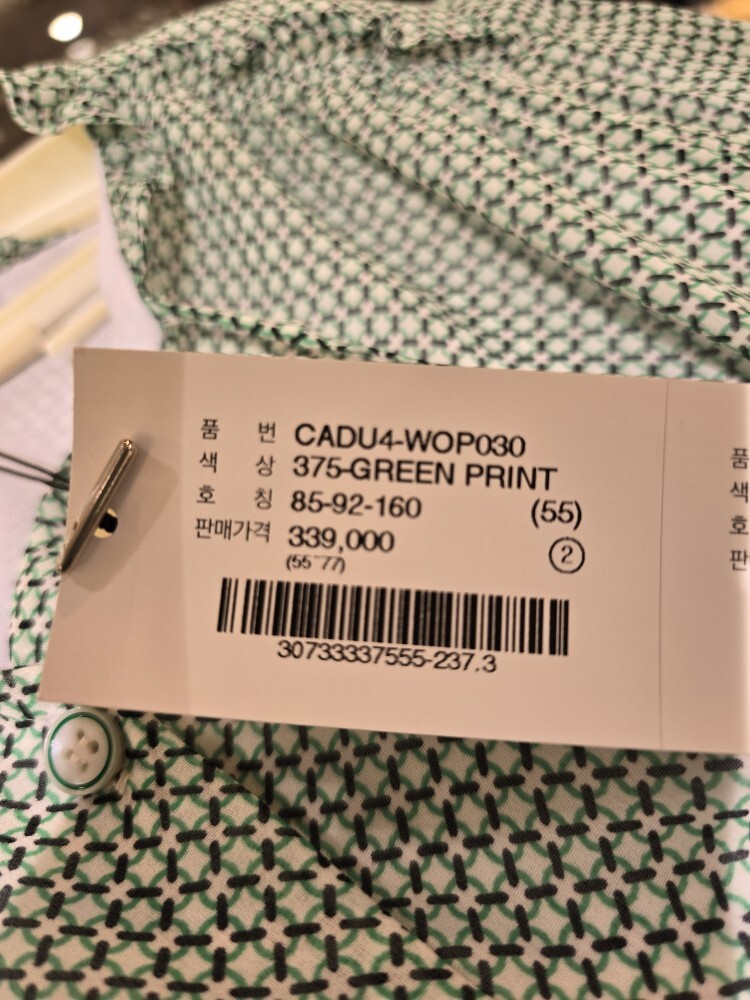 품 번 CADU4-WOP030
색 상 375-GREEN PRINT
호 칭 85-92-160 (55)
판매가격 339,000 ②
(55~77)
30733337555-237.3
품
색
호
판